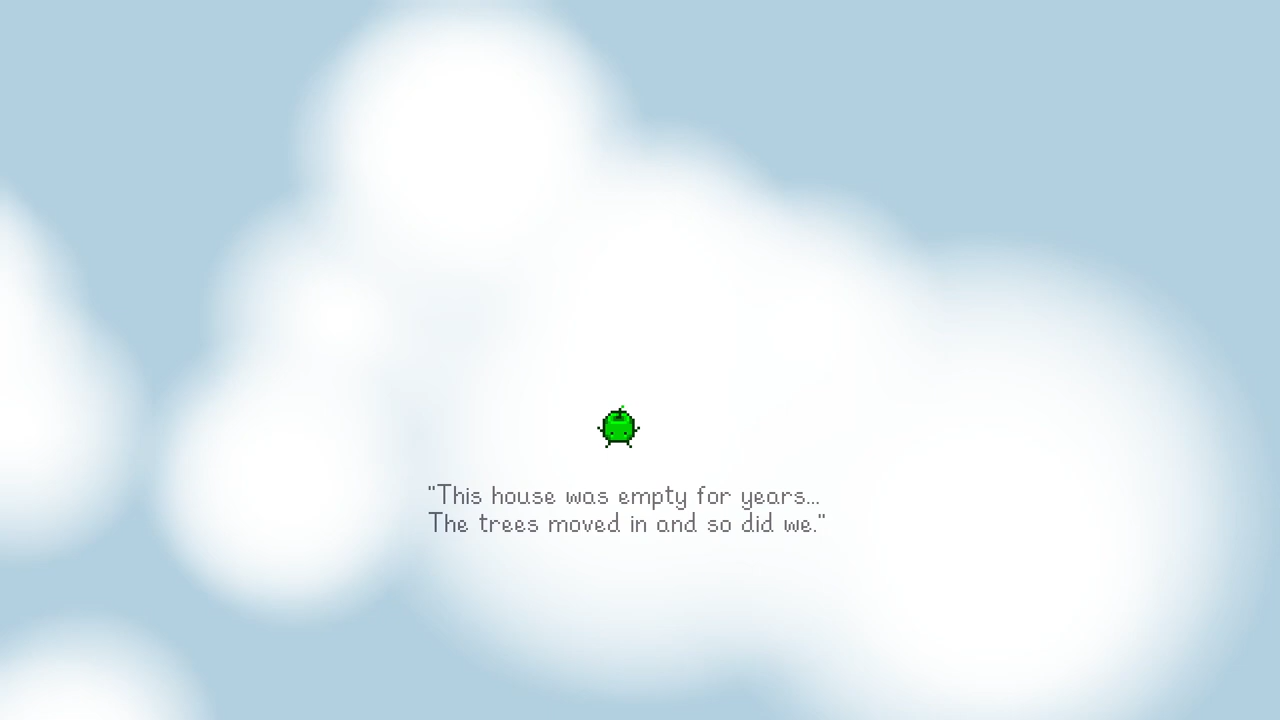 "This house was empty for years...
The trees moved in and so did we."